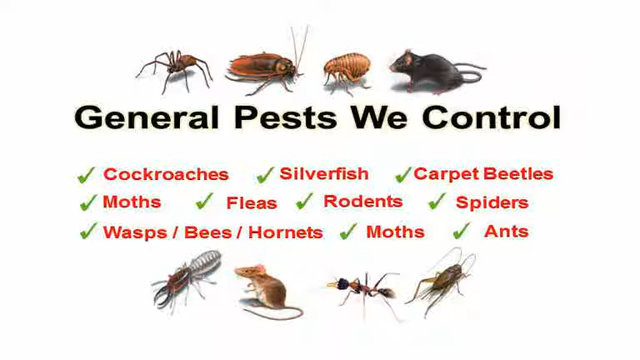 General Pests We Control
✓ Cockroaches ✓ Silverfish ✓ Carpet Beetles
✓ Moths ✓ Fleas ✓ Rodents ✓ Spiders
✓ Wasps / Bees / Hornets ✓ Moths ✓ Ants